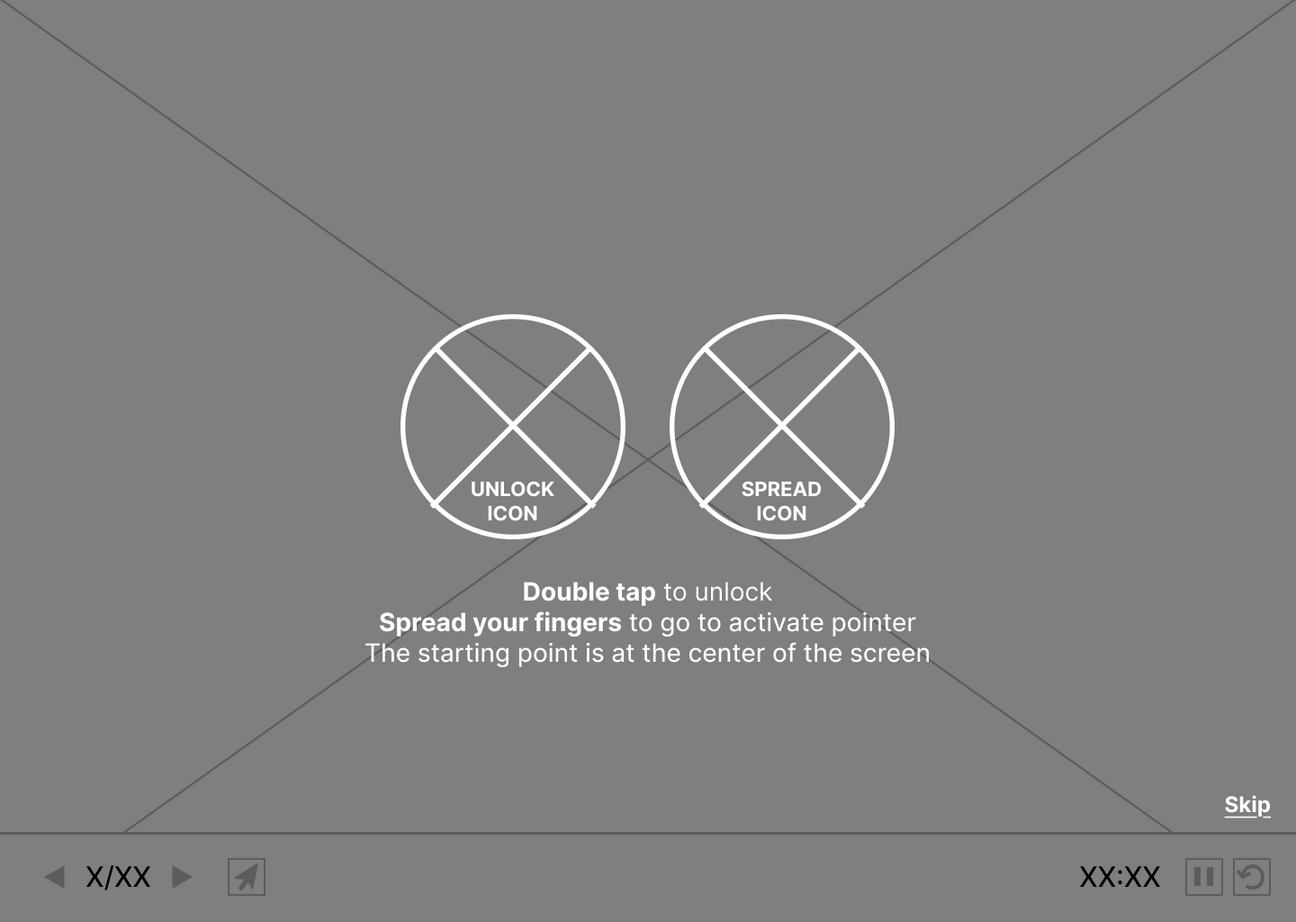 UNLOCK
ICON
SPREAD
ICON
Double tap to unlock
Spread your fingers to go to activate pointer
The starting point is at the center of the screen
Skip
X/XX
XX:XX